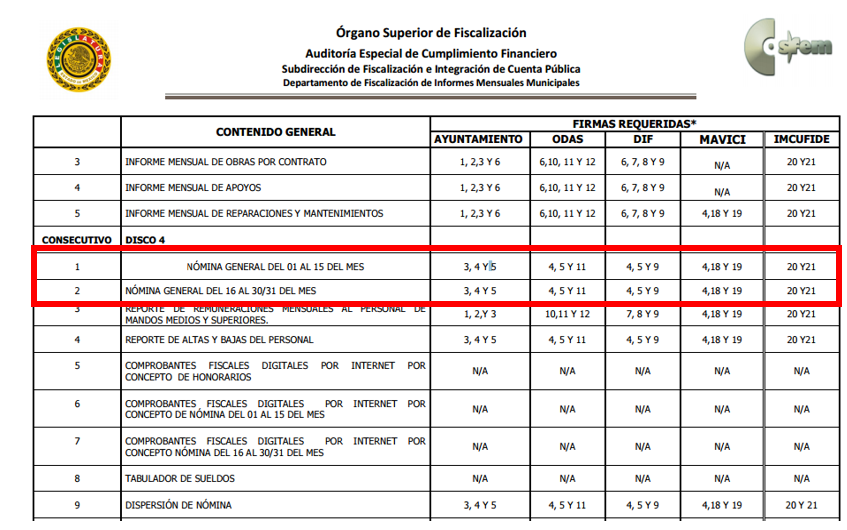 Órgano Superior de Fiscalización
Auditoría Especial de Cumplimiento Financiero
Subdirección de Fiscalización e Integración de Cuenta Pública
Departamento de Fiscalización de Informes Mensuales Municipales
osfem
CONTENIDO GENERAL FIRMAS REQUERIDAS*
AYUNTAMIENTO ODAS DIF MAVICI IMCUFIDE
3 INFORME MENSUAL DE OBRAS POR CONTRATO 1, 2,3 Y 6 6,10, 11 Y 12 6, 7, 8 Y 9 N/A 20 Y21
4 INFORME MENSUAL DE APOYOS 1, 2,3 Y 6 6,10, 11 Y 12 6, 7, 8 Y 9 N/A 20 Y21
5 INFORME MENSUAL DE REPARACIONES Y MANTENIMIENTOS 1, 2,3 Y 6 6,10, 11 Y 12 6, 7, 8 Y 9 4,18 Y 19 20 Y21
CONSECUTIVO DISCO 4
1 NÓMINA GENERAL DEL 01 AL 15 DEL MES 3, 4 Y 5 4, 5 Y 11 4, 5 Y 9 4,18 Y 19 20 Y21
2 NÓMINA GENERAL DEL 16 AL 30/31 DEL MES 3, 4 Y 5 4, 5 Y 11 4, 5 Y 9 4,18 Y 19 20 Y21
3 REPORTE DE REMUNERACIONES MENSUALES AL PERSONAL DE
MANDOS MEDIOS Y SUPERIORES. 1, 2,Y 3 10,11 Y 12 7, 8 Y 9 4,18 Y 19 20 Y21
4 REPORTE DE ALTAS Y BAJAS DEL PERSONAL 3, 4 Y 5 4, 5 Y 11 4, 5 Y 9 4,18 Y 19 20 Y21
5 COMPROBANTES FISCALES DIGITALES POR INTERNET POR
CONCEPTO DE HONORARIOS N/A N/A N/A N/A N/A
6 COMPROBANTES FISCALES DIGITALES POR INTERNET POR
CONCEPTO DE NÓMINA DEL 01 AL 15 DEL MES N/A N/A N/A N/A N/A
7 COMPROBANTES FISCALES DIGITALES POR INTERNET POR
CONCEPTO NÓMINA DEL 16 AL 30/31 DEL MES N/A N/A N/A N/A N/A
8 TABULADOR DE SUELDOS N/A N/A N/A N/A N/A
9 DISPERSIÓN DE NÓMINA 3, 4 Y 5 4, 5 Y 11 4, 5 Y 9 4,18 Y 19 20 Y 21